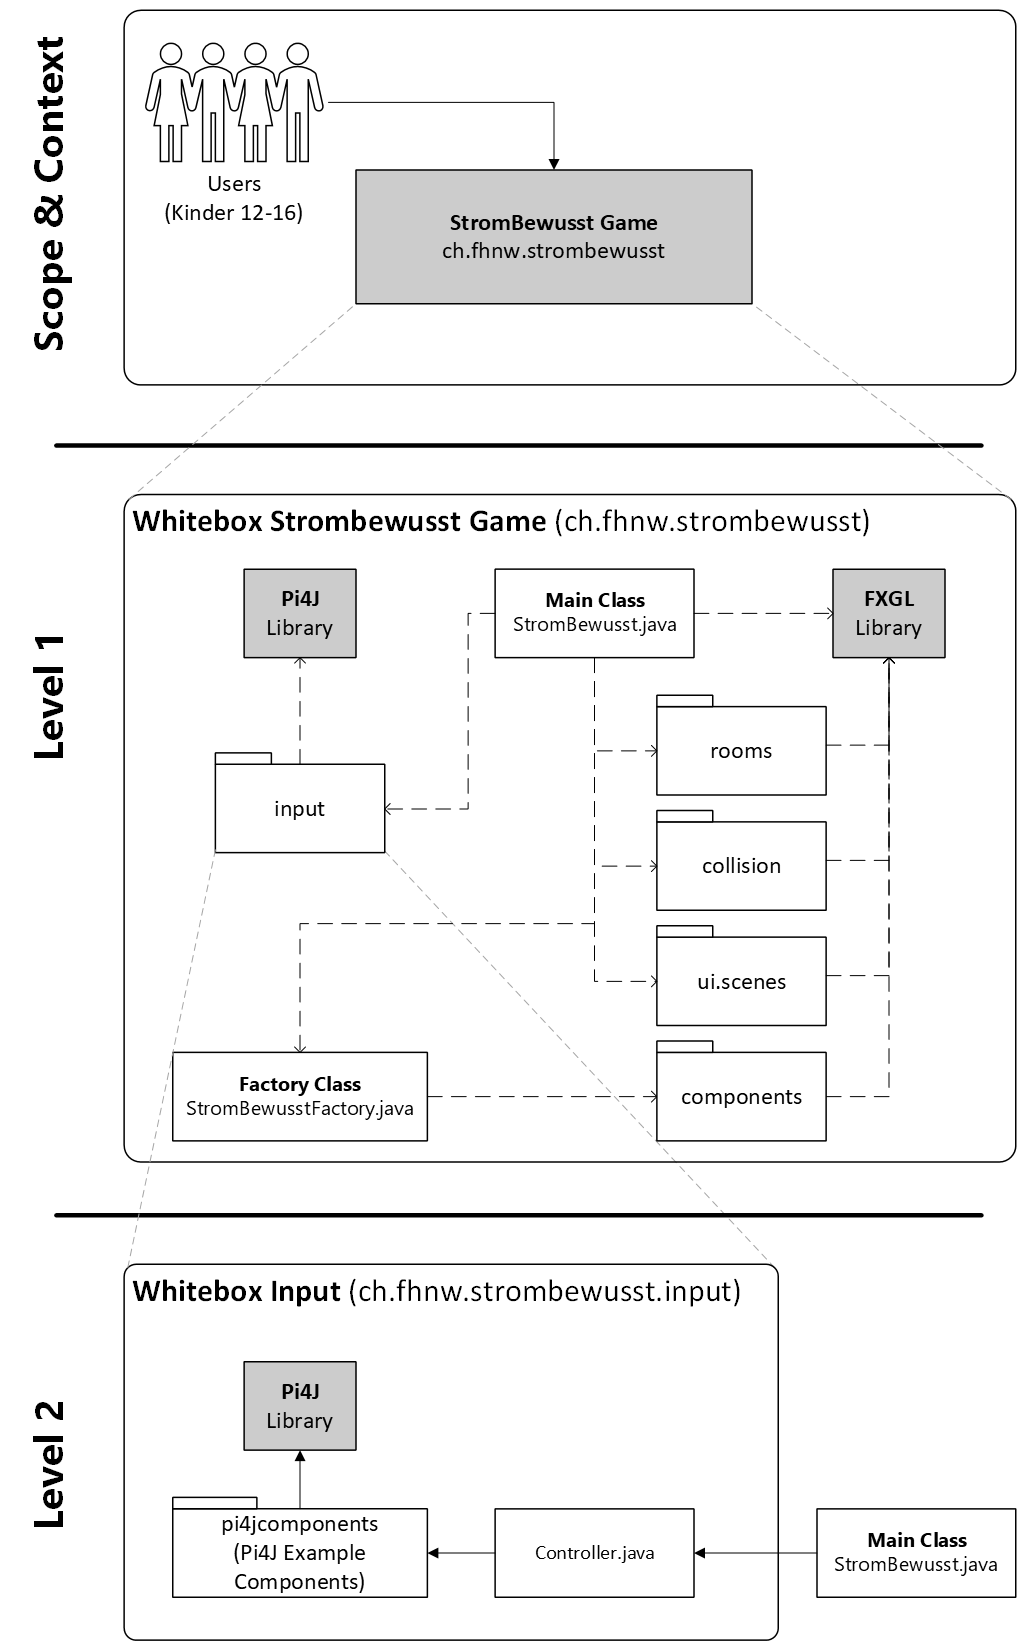 Scope & Context
Users
(Kinder 12-16)
StromBewusst Game
ch.fhnw.strombewusst
Level 1
Whitebox Strombewusst Game (ch.fhnw.strombewusst)
Pi4J
Library
Main Class
StromBewusst.java
FXGL
Library
rooms
input
collision
ui.scenes
Factory Class
StromBewusstFactory.java
components
Level 2
Whitebox Input (ch.fhnw.strombewusst.input)
Pi4J
Library
pi4jcomponents
(Pi4J Example
Components)
Controller.java
Main Class
StromBewusst.java